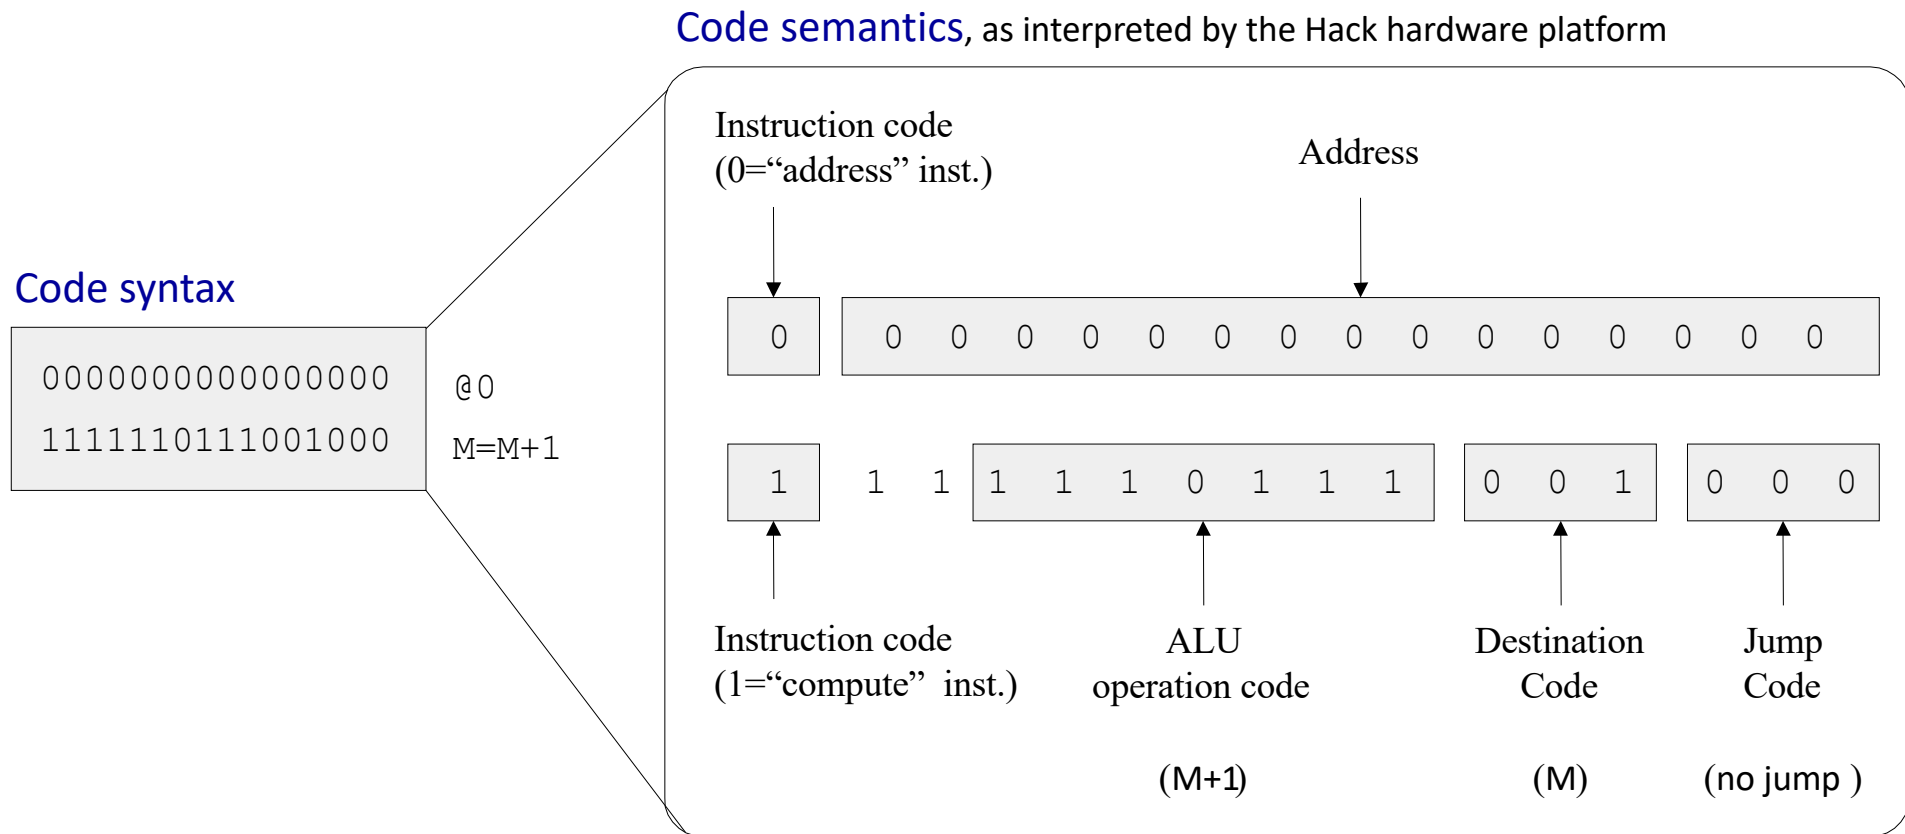 Code semantics, as interpreted by the Hack hardware platform
Instruction code
(0=“address” inst.)
Address
Code syntax
0000000000000000
@0
1111110111001000
M=M+1
0 0 0 0 0 0 0 0 0 0 0 0 0 0 0 0
1 1 1 1 1 1 0 1 1 1 0 0 1 0 0 0
Instruction code
(1=“compute” inst.)
ALU
operation code
(M+1)
Destination
Code
(M)
Jump
Code
(no jump )